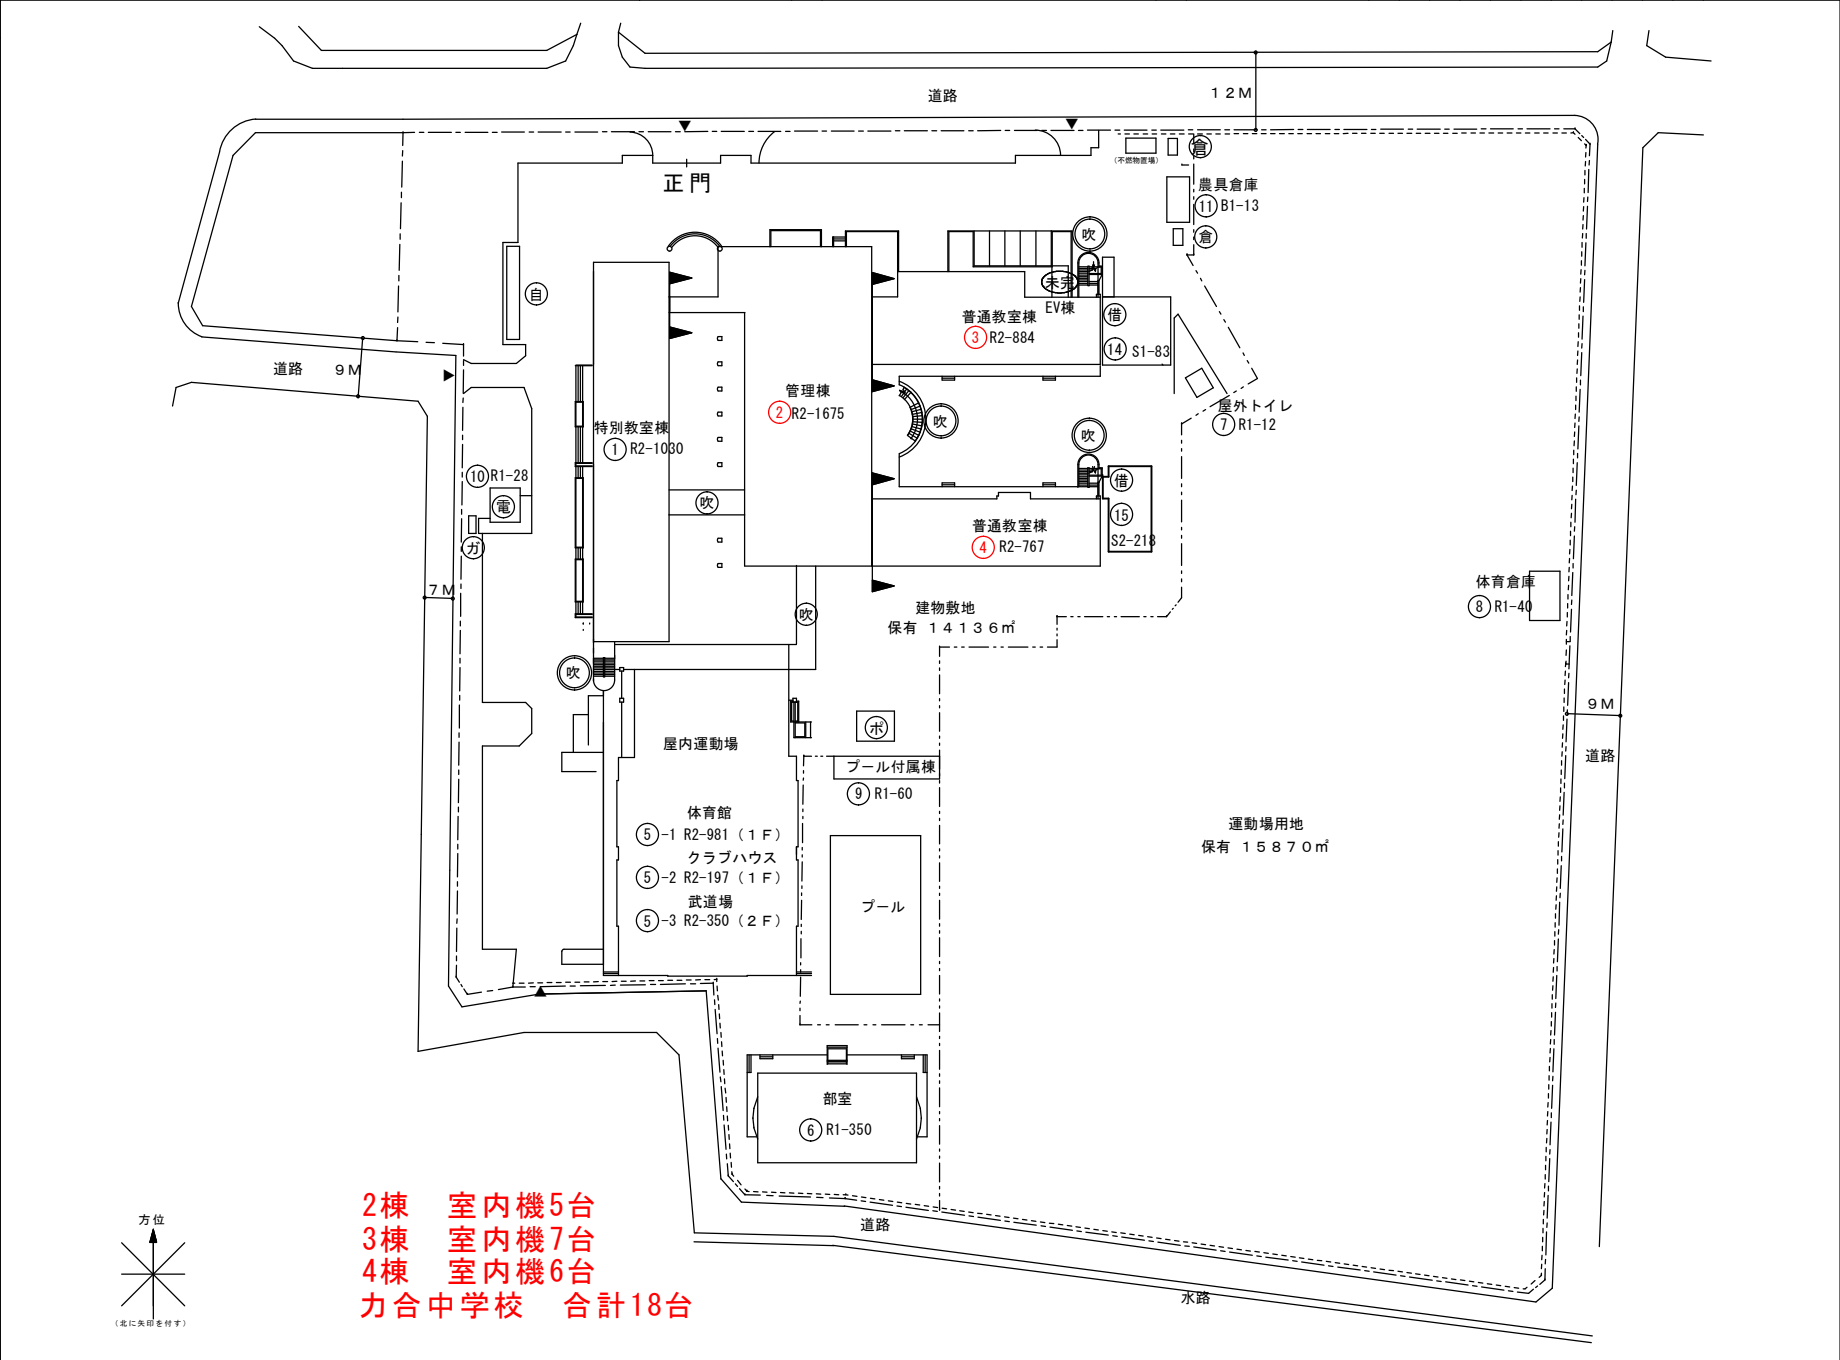 道路
１２Ｍ
正門
(不燃物置場)
倉
農具倉庫
⑪ B1-13
倉
自
吹
未完
EV棟
普通教室棟
③ R2-884
借
⑭ S1-83
道路 ９Ｍ
管理棟
② R2-1675
屋外トイレ
⑦ R1-12
特別教室棟
① R2-1030
吹
吹
⑩ R1-28
電
ガ
吹
借
⑮
S2-218
普通教室棟
④ R2-767
７Ｍ
体育倉庫
⑧ R1-40
吹
建物敷地
保有 １４１３６㎡
吹
９Ｍ
道路
屋内運動場
ポ
プール付属棟
⑨ R1-60
体育館
⑤-1 R2-981（１Ｆ）
クラブハウス
⑤-2 R2-197（１Ｆ）
武道場
⑤-3 R2-350（２Ｆ）
プール
運動場用地
保有 １５８７０㎡
部室
⑥ R1-350
道路
水路
方位
(北に矢印を付す)
2棟　室内機5台
3棟　室内機7台
4棟　室内機6台
力合中学校　合計18台